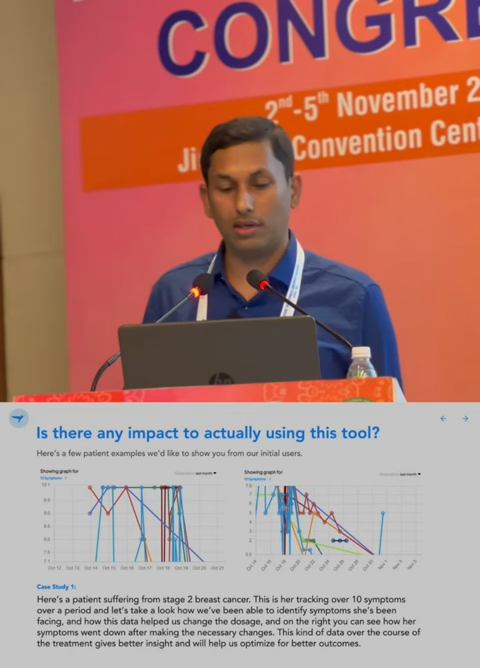 CONGRE
2nd-5th November 2
Ji Convention Cent
Is there any impact to actually using this tool?
Here's a few patient examples we'd like to show you from our initial users.
Showing graph for
last month
Showing graph for
last month
Case Study 1:
Here's a patient suffering from stage 2 breast cancer. This is her tracking over 10 symptoms
over a period and let's take a look how we've been able to identify symptoms she's been
facing, and how this data helped us change the dosage, and on the right you can see how her
symptoms went down after making the necessary changes. This kind of data over the course of
the treatment gives better insight and will help us optimize for better outcomes.